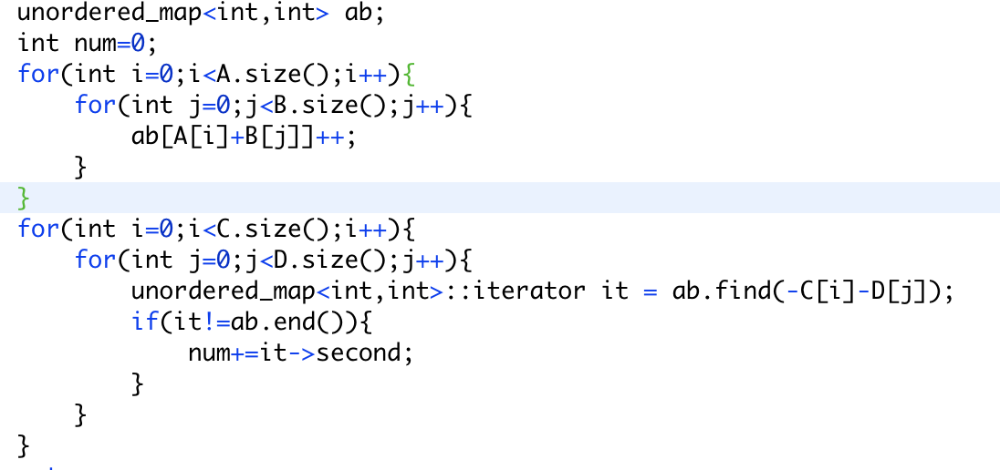 unordered_map<int,int> ab;
int num=0;
for(int i=0;i<A.size();i++){
    for(int j=0;j<B.size();j++){
        ab[A[i]+B[j]]++;
    }
}
for(int i=0;i<C.size();i++){
    for(int j=0;j<D.size();j++){
        unordered_map<int,int>::iterator it = ab.find(-C[i]-D[j]);
        if(it!=ab.end()){
            num+=it->second;
        }
    }
}